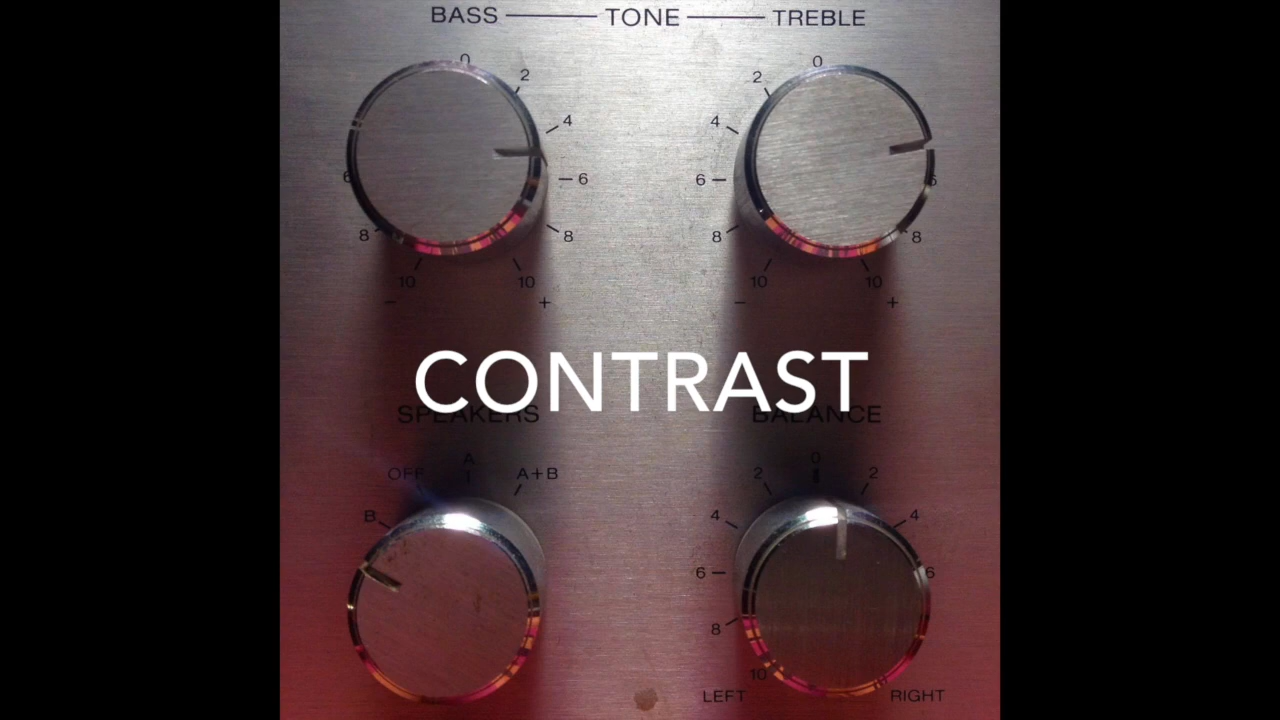 BASS TONE TREBLE
0 0
2 2
4 4
6 6 6 6
8 8 8 8
10 10 10 10
− + − +
CONTRAST
SPEAKERS BALANCE
A 0
OFF A+B 2 2
B 4 4
6 6
8
10
LEFT RIGHT